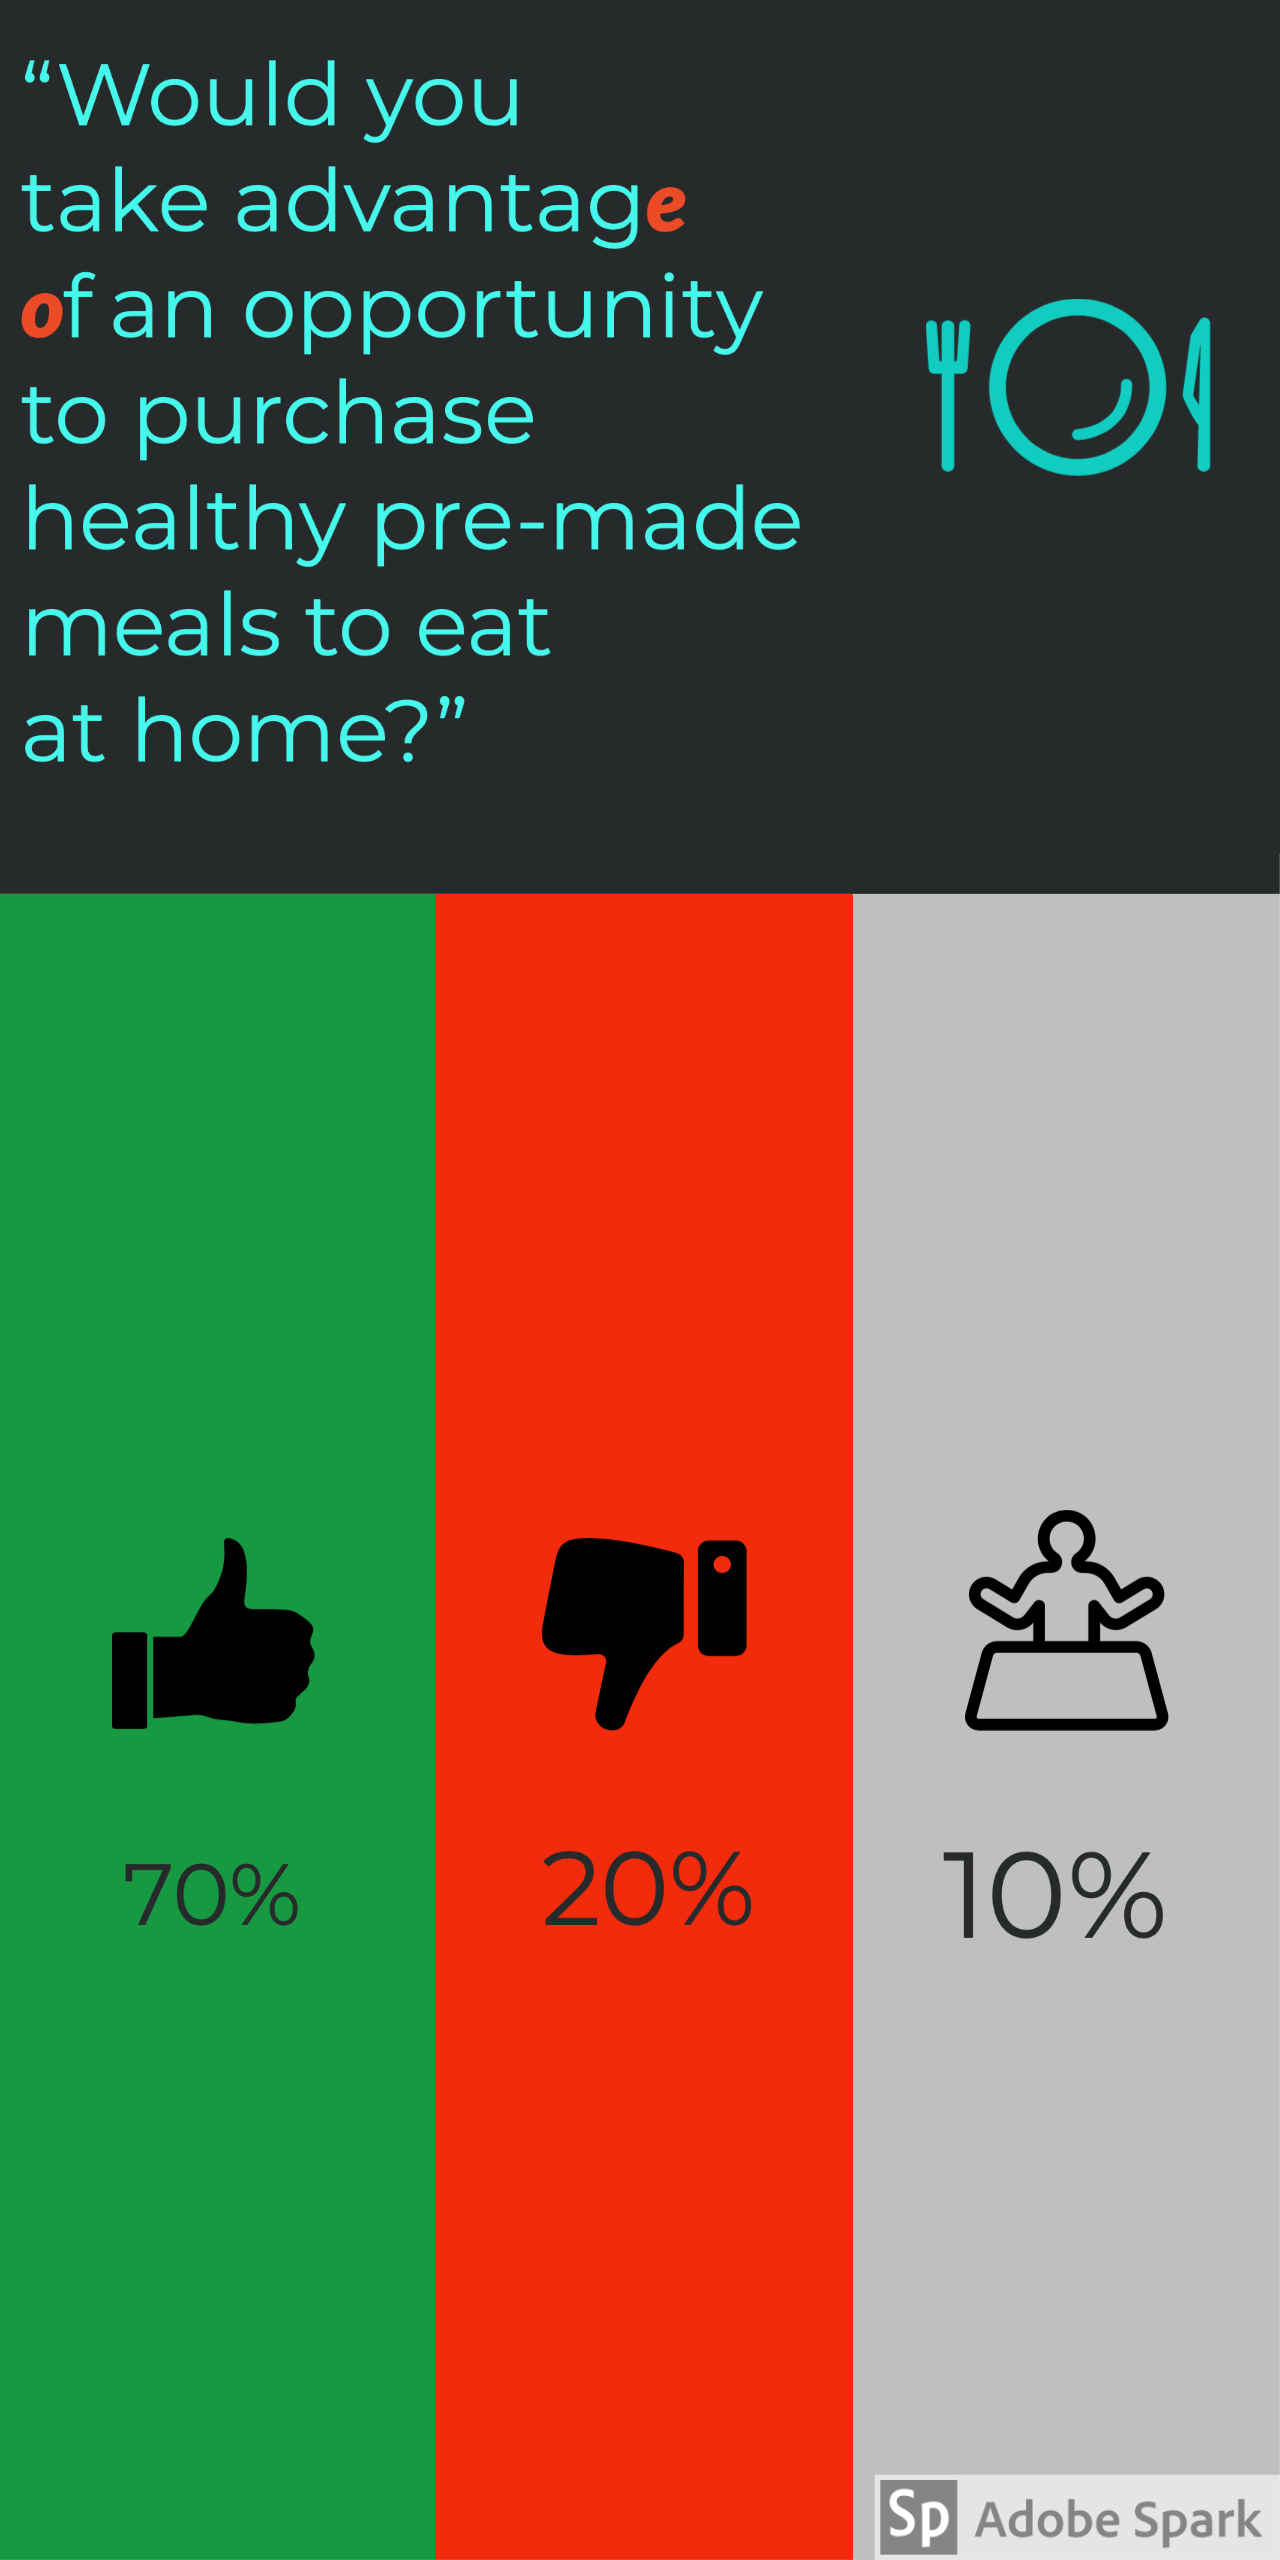 “Would you
take advantage
of an opportunity
to purchase
healthy pre-made
meals to eat
at home?”
70%
20%
10%
Sp Adobe Spark